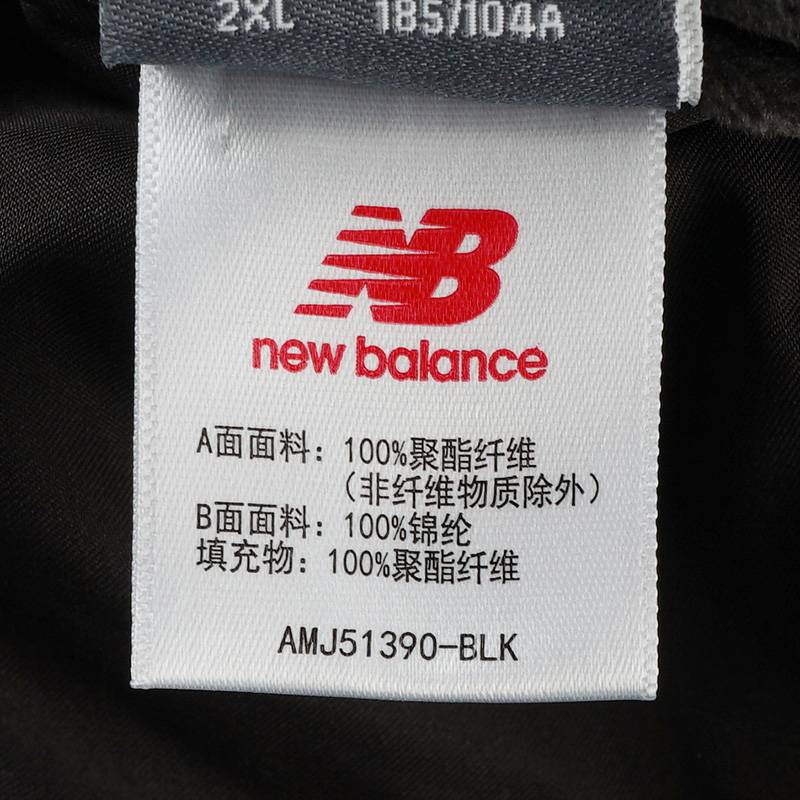 2XL 185/104A
NB
new balance
A面面料：100%聚酯纤维
（非纤维物质除外）
B面面料：100%锦纶
填充物：100%聚酯纤维
AMJ51390-BLK